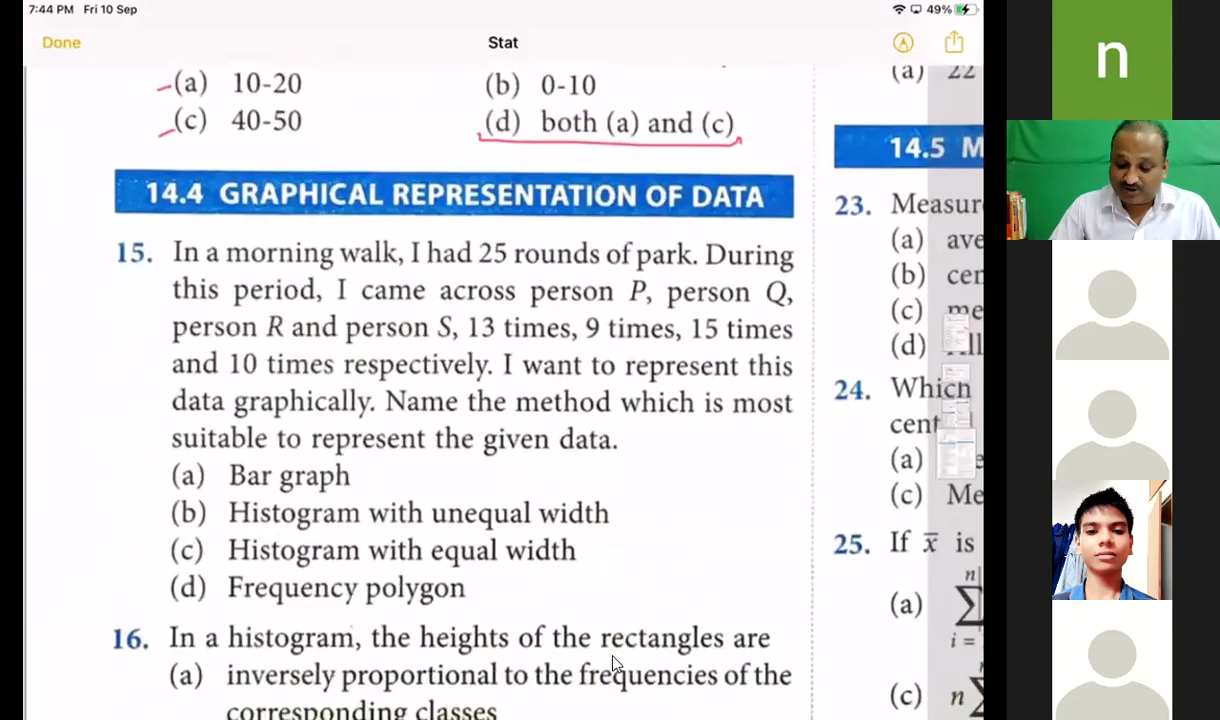 7:44 PM Fri 10 Sep
49%
Done
Stat
(a) 10-20 (b) 0-10
(c) 40-50 (d) both (a) and (c)
14.4 GRAPHICAL REPRESENTATION OF DATA
15. In a morning walk, I had 25 rounds of park. During
this period, I came across person P, person Q,
person R and person S, 13 times, 9 times, 15 times
and 10 times respectively. I want to represent this
data graphically. Name the method which is most
suitable to represent the given data.
(a) Bar graph
(b) Histogram with unequal width
(c) Histogram with equal width
(d) Frequency polygon
16. In a histogram, the heights of the rectangles are
(a) inversely proportional to the frequencies of the
corresponding classes
(a) 22
14.5 M
23. Measur
(a) ave
(b) cen
(c) me
(d)
24. Which
cent
(a)
(c) Me
25. If x̅ is
(a) n ∑ i =
(c) n ∑
n